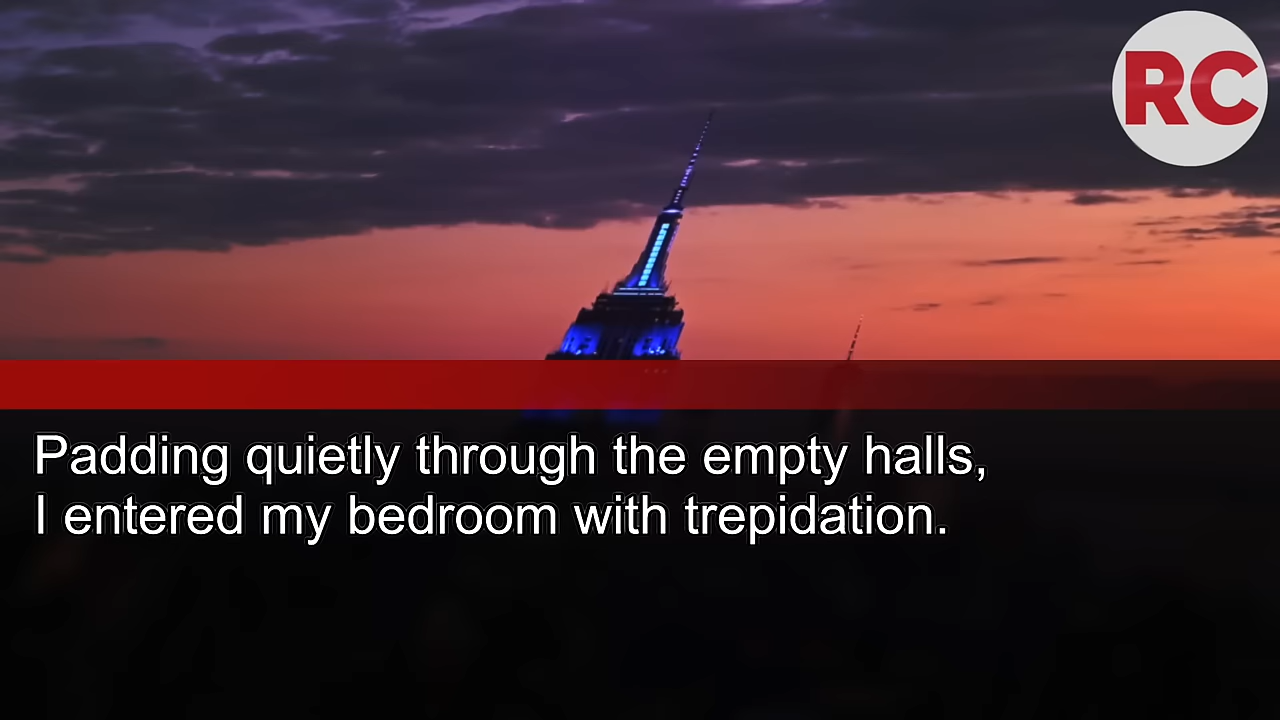 RC
Padding quietly through the empty halls,
I entered my bedroom with trepidation.